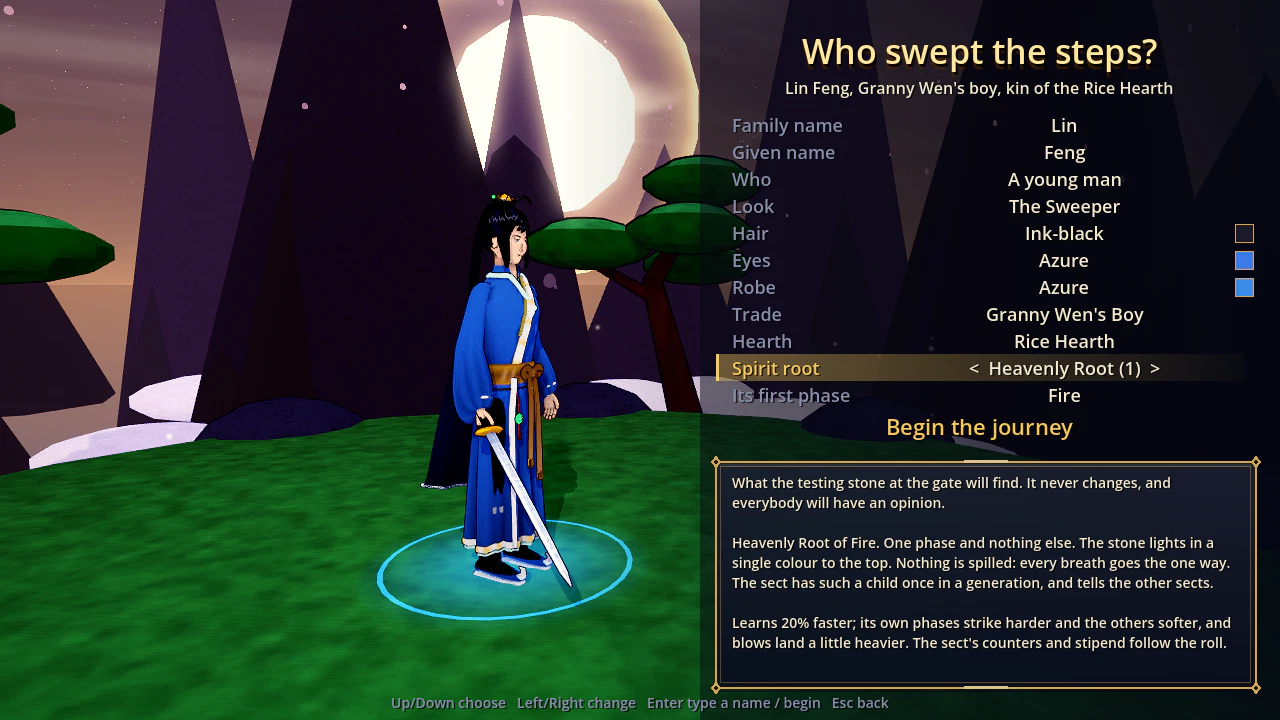 Who swept the steps?
Lin Feng, Granny Wen's boy, kin of the Rice Hearth
Family name Lin
Given name Feng
Who A young man
Look The Sweeper
Hair Ink-black
Eyes Azure
Robe Azure
Trade Granny Wen's Boy
Hearth Rice Hearth
Spirit root < Heavenly Root (1) >
Its first phase Fire
Begin the journey
What the testing stone at the gate will find. It never changes, and
everybody will have an opinion.
Heavenly Root of Fire. One phase and nothing else. The stone lights in a
single colour to the top. Nothing is spilled: every breath goes the one way.
The sect has such a child once in a generation, and tells the other sects.
Learns 20% faster; its own phases strike harder and the others softer, and
blows land a little heavier. The sect's counters and stipend follow the roll.
Up/Down choose Left/Right change Enter type a name / begin Esc back